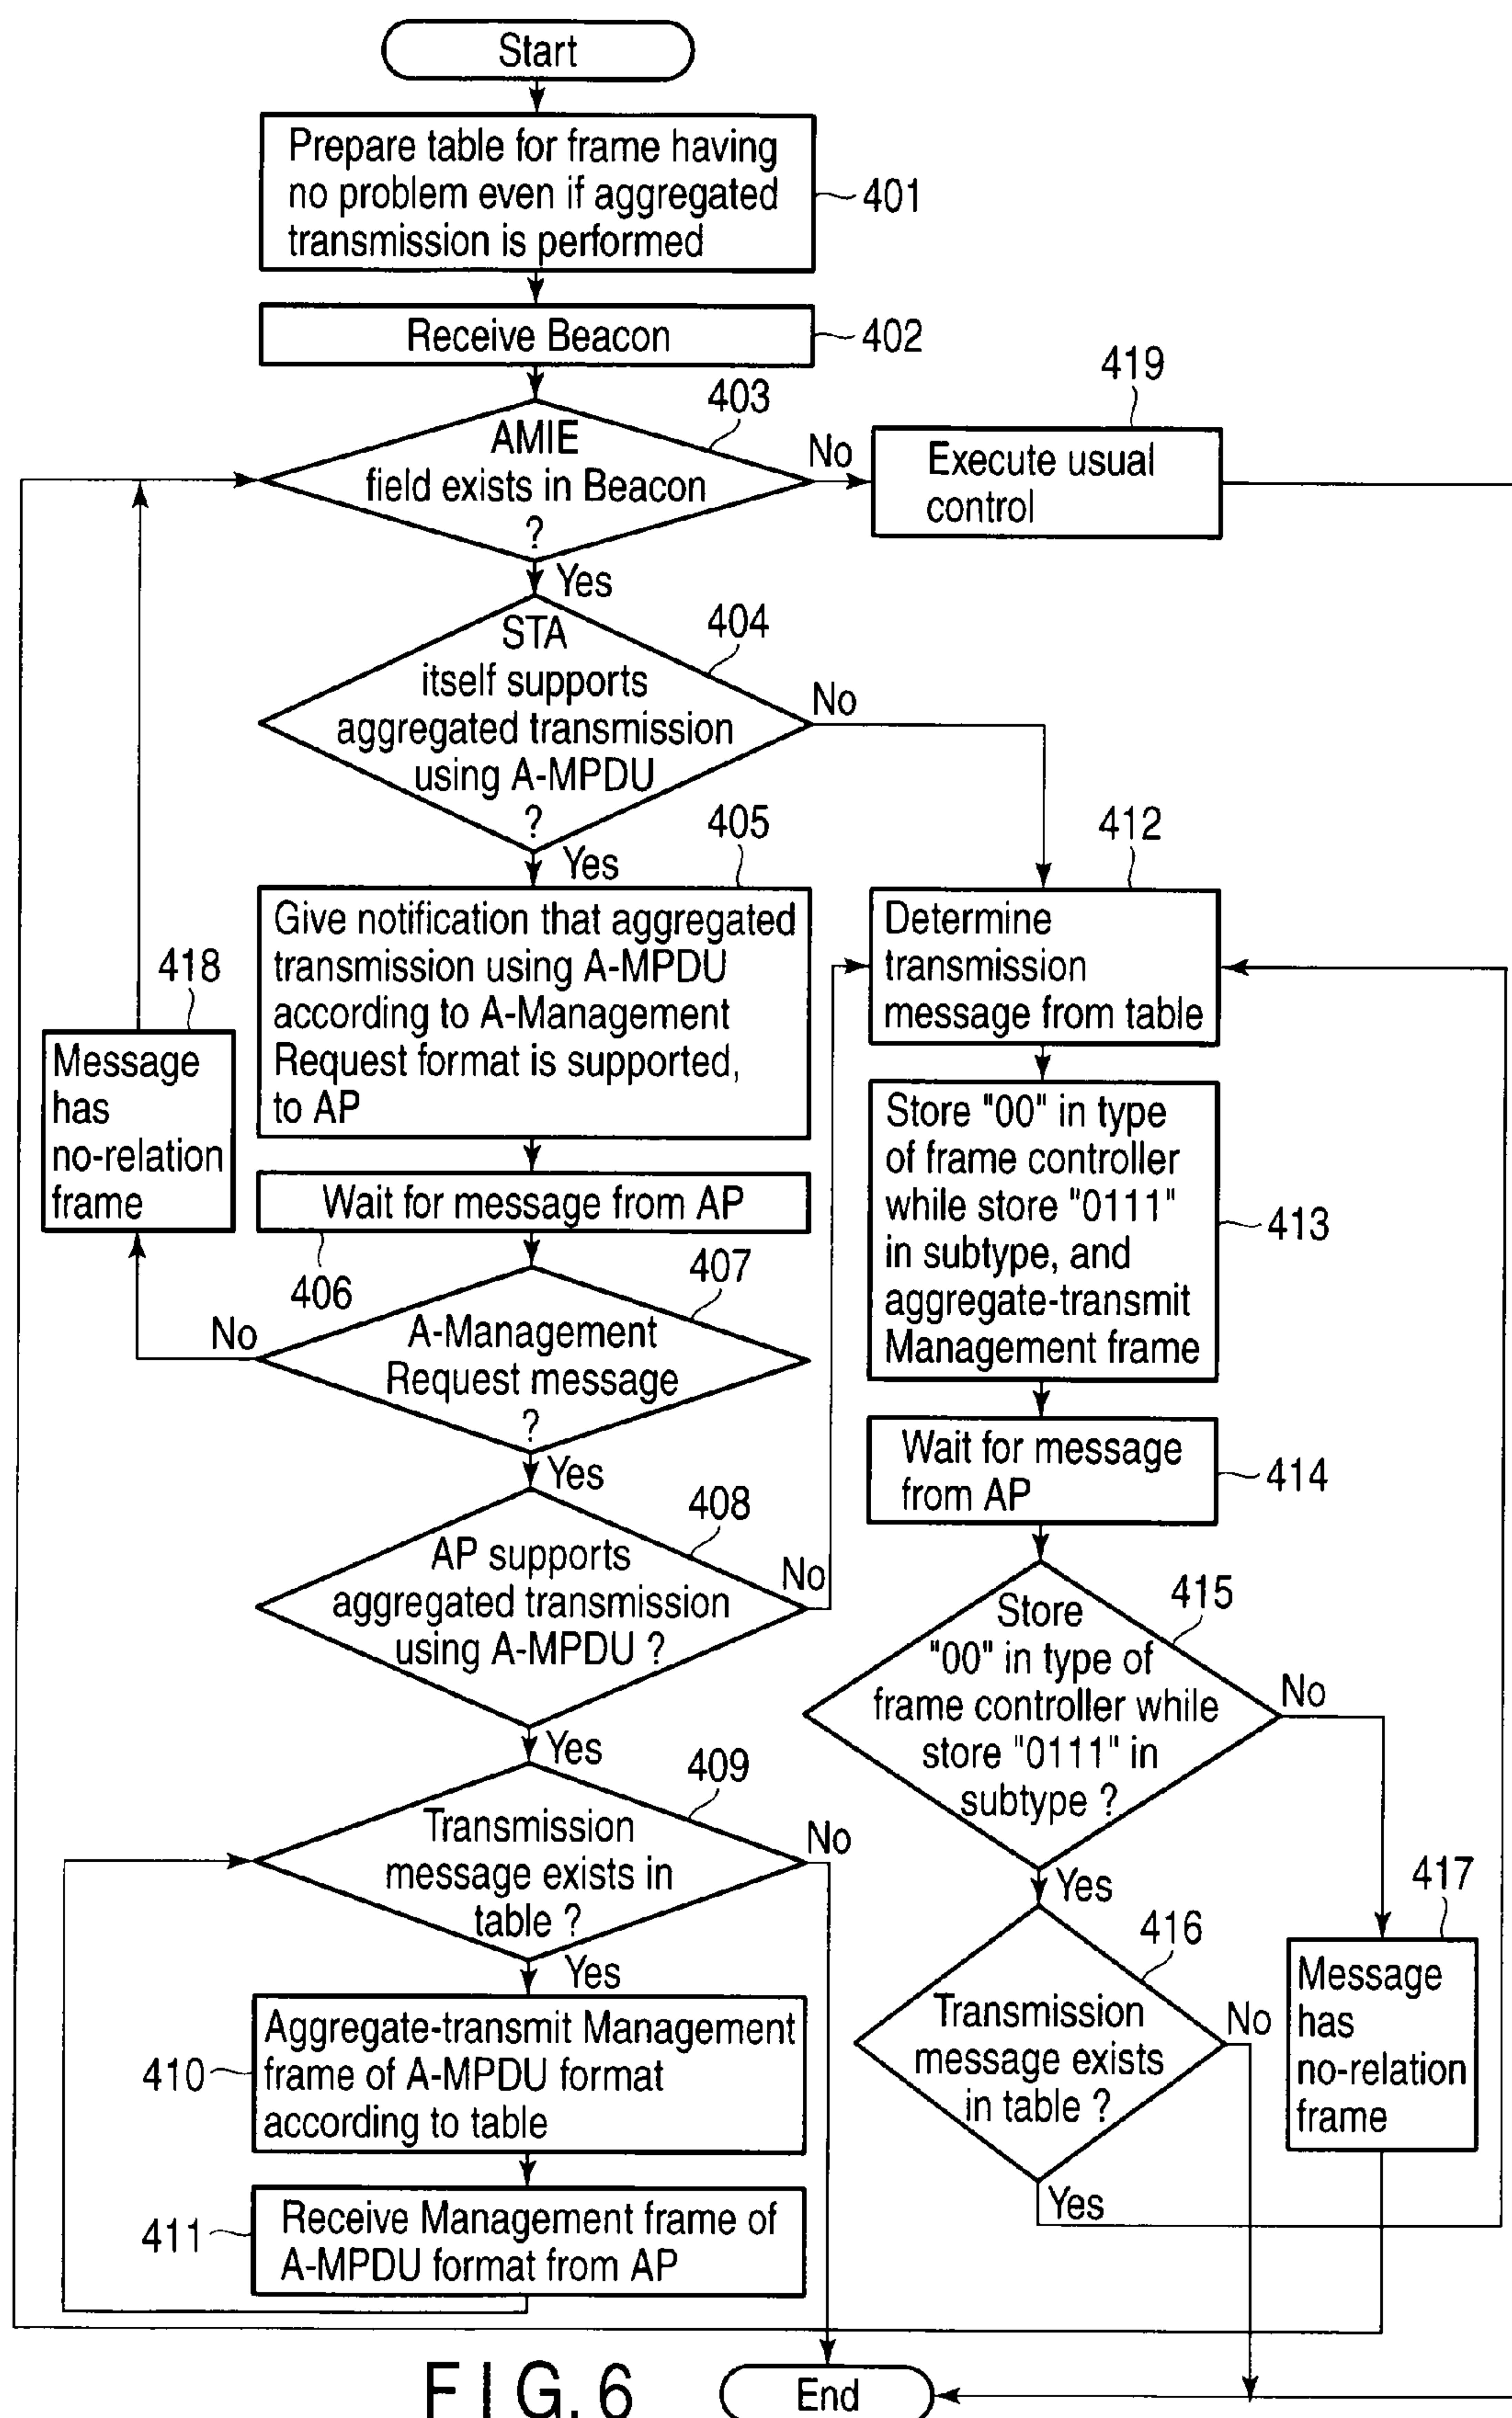 Start
Prepare table for frame having
no problem even if aggregated
transmission is performed
401
Receive Beacon
402
403
AMIE
field exists in Beacon
?
No
419
Execute usual
control
Yes
404
STA
itself supports
aggregated transmission
using A-MPDU
?
No
Yes
405
Give notification that aggregated
transmission using A-MPDU
according to A-Management
Request format is supported,
to AP
412
Determine
transmission
message from table
418
Message
has
no-relation
frame
Wait for message from AP
406
407
A-Management
Request message
?
No
Yes
413
Store "00" in type
of frame controller
while store "0111"
in subtype, and
aggregate-transmit
Management frame
Wait for message
from AP
414
408
AP supports
aggregated transmission
using A-MPDU ?
No
Yes
415
Store
"00" in type of
frame controller while
store "0111" in
subtype ?
No
Yes
409
Transmission
message exists in
table ?
No
Yes
416
Transmission
message exists
in table ?
No
Yes
417
Message
has
no-relation
frame
410
Aggregate-transmit Management
frame of A-MPDU format
according to table
411
Receive Management frame of
A-MPDU format from AP
FIG. 6
End